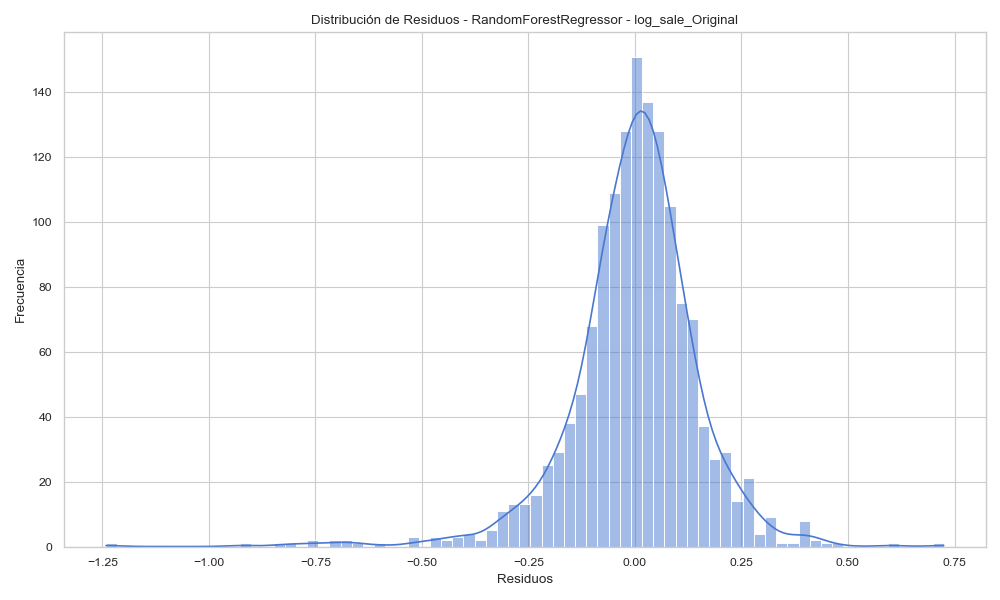 Distribución de Residuos - RandomForestRegressor - log_sale_Original
Frecuencia
140
120
100
80
60
40
20
0
−1.25 −1.00 −0.75 −0.50 −0.25 0.00 0.25 0.50 0.75
Residuos